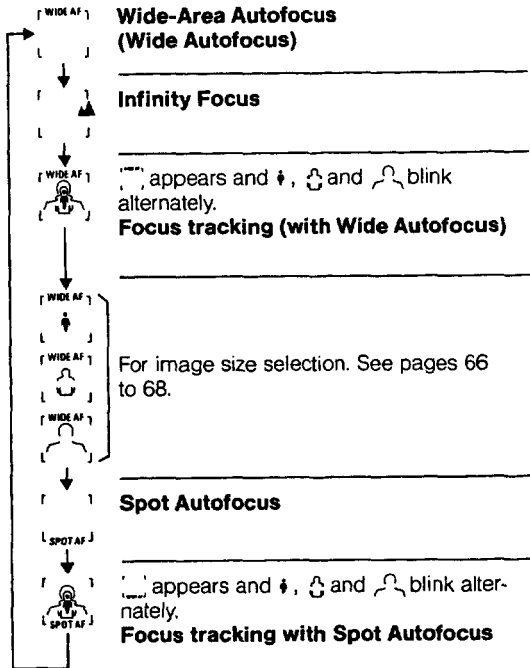 WIDE AF
Wide-Area Autofocus
(Wide Autofocus)
Infinity Focus
WIDE AF
appears and , and blink
alternately.
Focus tracking (with Wide Autofocus)
WIDE AF
WIDE AF
For image size selection. See pages 66
to 68.
WIDE AF
Spot Autofocus
SPOT AF
appears and , and blink alter-
nately.
SPOT AF
Focus tracking with Spot Autofocus